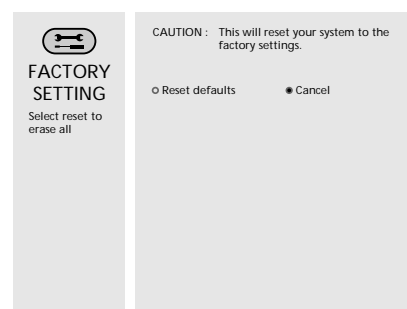 FACTORY
SETTING
Select reset to
erase all
CAUTION : This will reset your system to the
factory settings.
Reset defaults Cancel